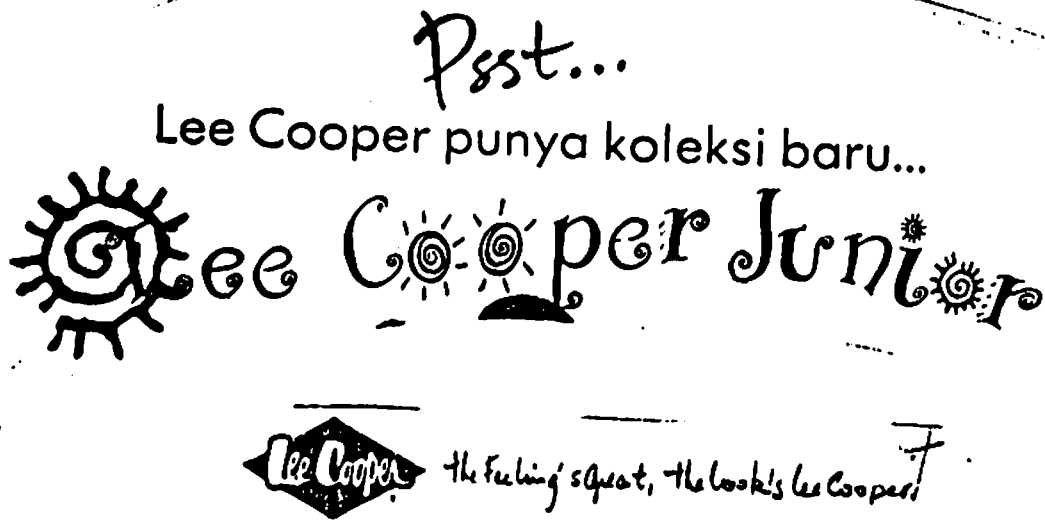 Psst...
Lee Cooper punya koleksi baru...
Lee Cooper Junior
Lee Cooper the Feeling's Great, the Look's Lee Cooper!